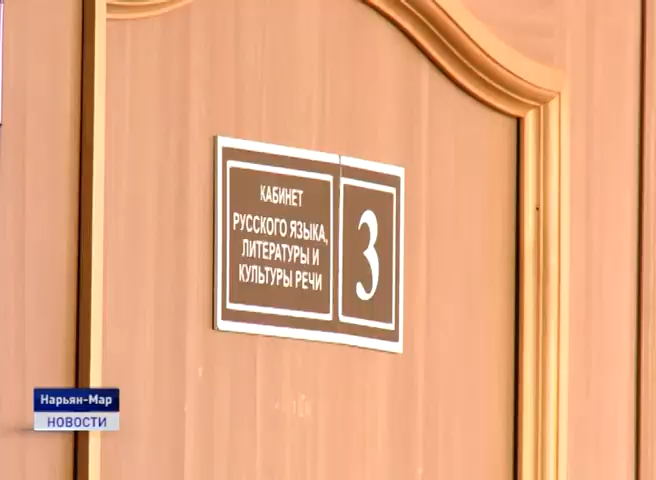 КАБИНЕТ
РУССКОГО ЯЗЫКА,
ЛИТЕРАТУРЫ И
КУЛЬТУРЫ РЕЧИ
3
Нарьян-Мар
НОВОСТИ